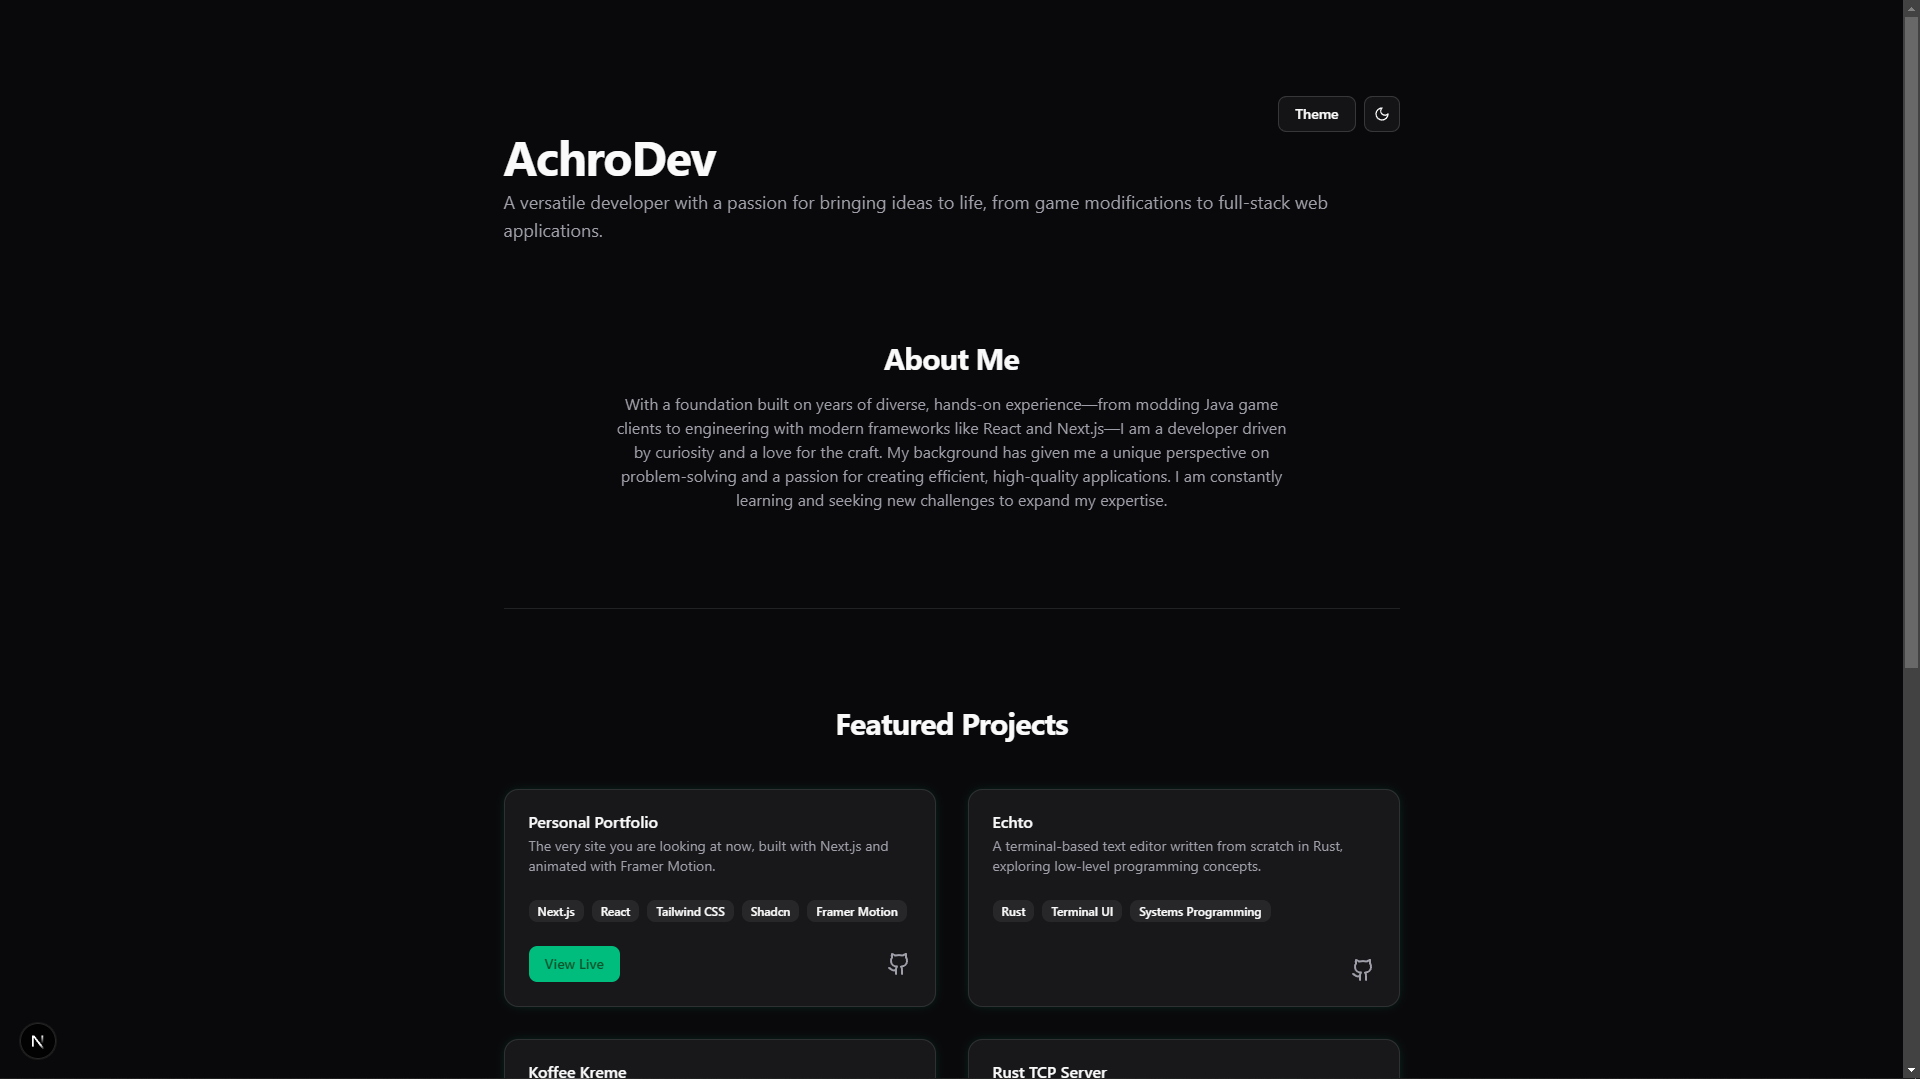 Theme
AchroDev
A versatile developer with a passion for bringing ideas to life, from game modifications to full-stack web
applications.
About Me
With a foundation built on years of diverse, hands-on experience—from modding Java game
clients to engineering with modern frameworks like React and Next.js—I am a developer driven
by curiosity and a love for the craft. My background has given me a unique perspective on
problem-solving and a passion for creating efficient, high-quality applications. I am constantly
learning and seeking new challenges to expand my expertise.
Featured Projects
Personal Portfolio
The very site you are looking at now, built with Next.js and
animated with Framer Motion.
Next.js React Tailwind CSS Shadcn Framer Motion
View Live
Echto
A terminal-based text editor written from scratch in Rust,
exploring low-level programming concepts.
Rust Terminal UI Systems Programming
Koffee Kreme
Rust TCP Server
N